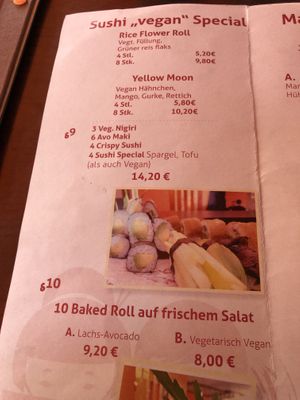 Sushi „vegan“ Special
Rice Flower Roll
Vegt. Füllung,
Grüner reis flaks
4 Stl. 5,20€
8 Stk. 9,80€
Yellow Moon
Vegan Hähnchen,
Mango, Gurke, Rettich
4 Stl. 5,80€
8 Stk. 10,20€
69
3 Veg. Nigiri
6 Avo Maki
4 Crispy Sushi
4 Sushi Special Spargel, Tofu
(als auch Vegan)
14,20 €
610
10 Baked Roll auf frischem Salat
A. Lachs-Avocado
9,20 €
B. Vegetarisch Vegan
8,00 €
Ma
A.